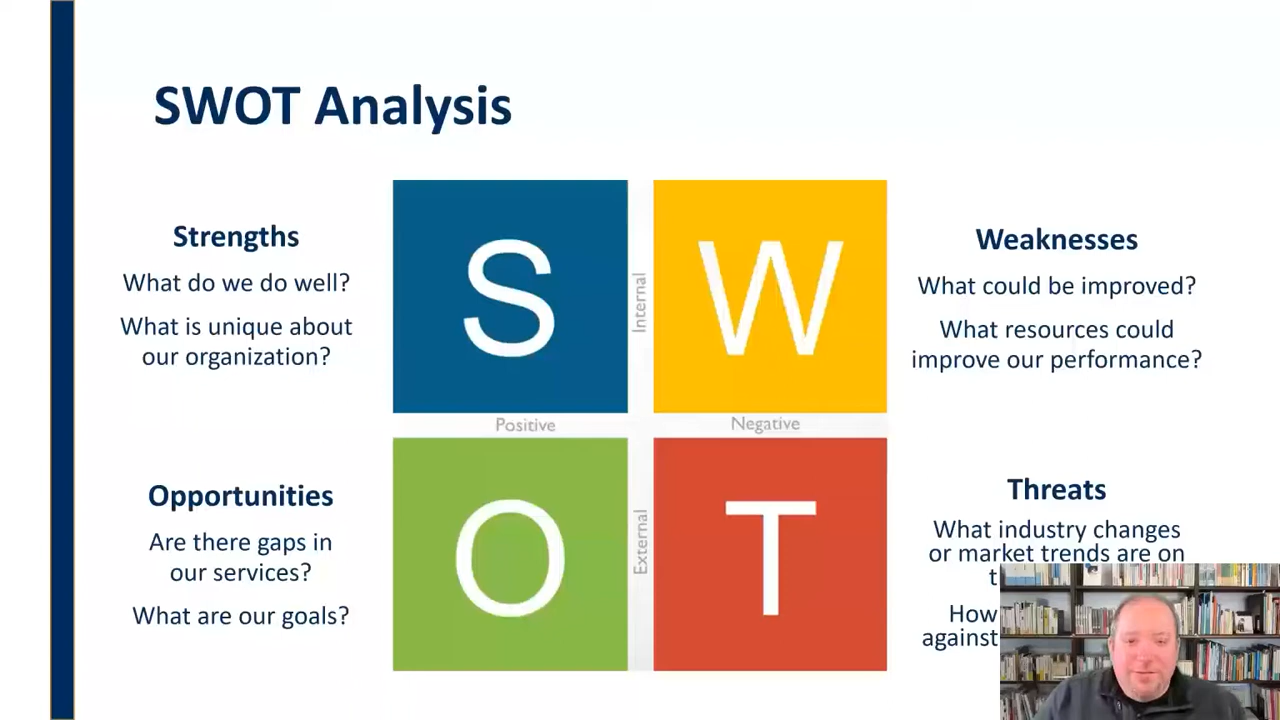 SWOT Analysis
Strengths
What do we do well?
What is unique about
our organization?
S
Internal
W
Weaknesses
What could be improved?
What resources could
improve our performance?
Positive
Negative
Opportunities
Are there gaps in
our services?
What are our goals?
O
External
T
Threats
What industry changes
or market trends are on
How
against